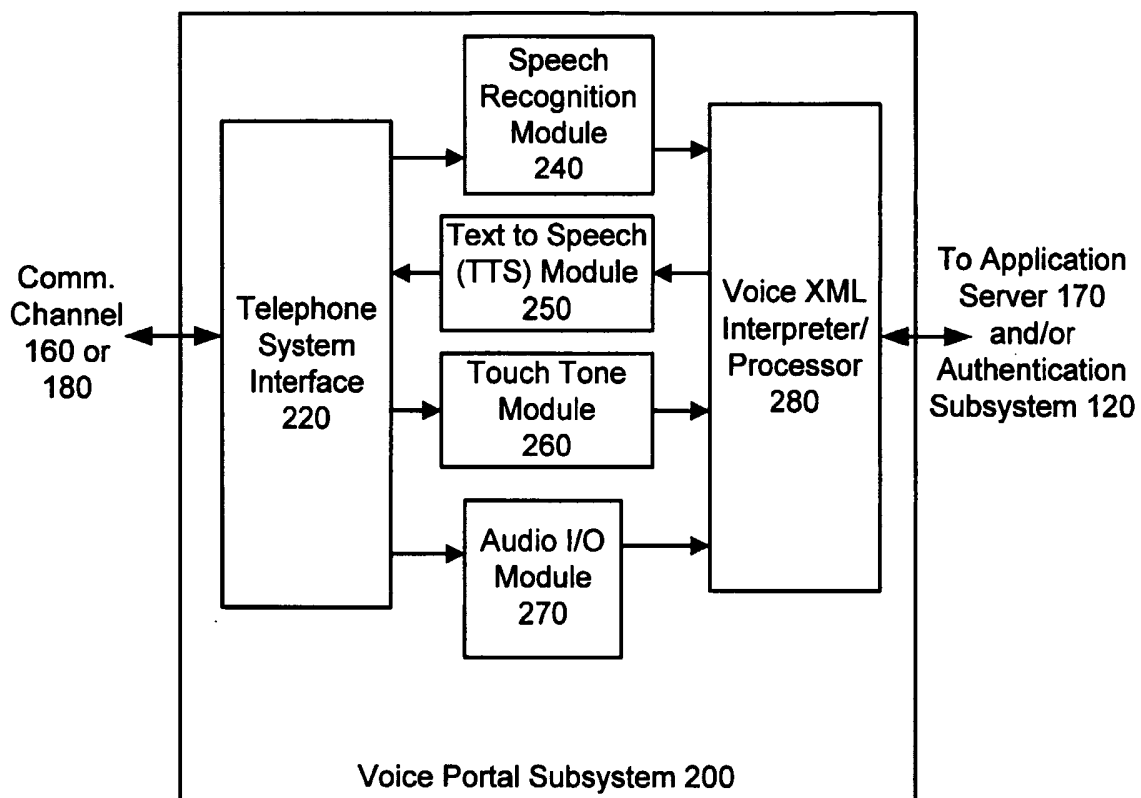 Speech
Recognition
Module
240
Text to Speech
(TTS) Module
250
Touch Tone
Module
260
Audio I/O
Module
270
Comm.
Channel
160 or
180
Telephone
System
Interface
220
Voice XML
Interpreter/
Processor
280
To Application
Server 170
and/or
Authentication
Subsystem 120
Voice Portal Subsystem 200